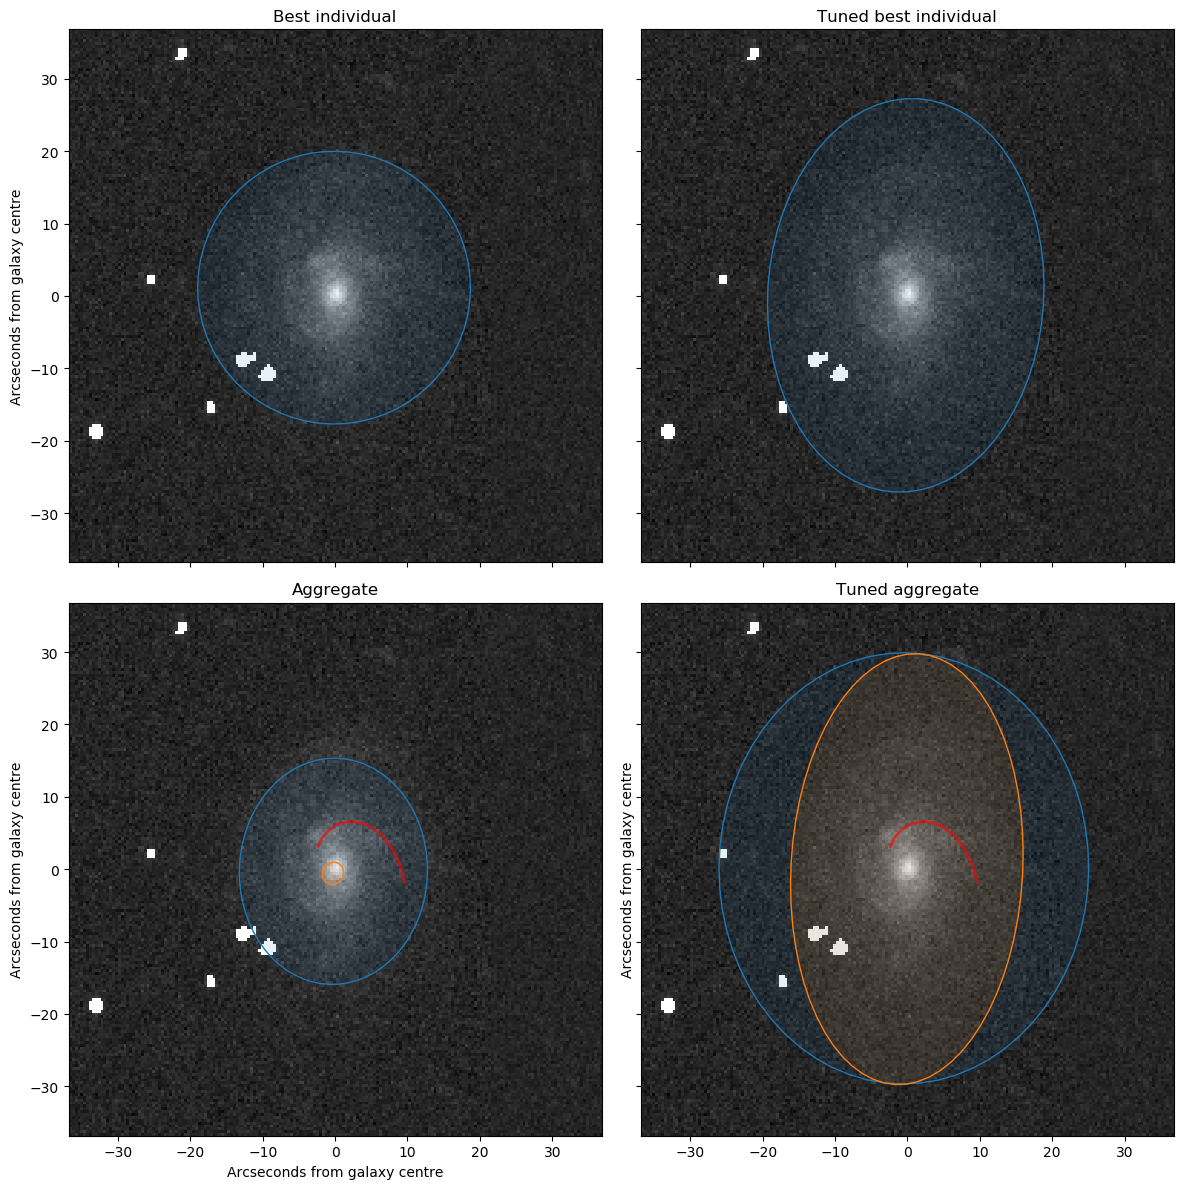 Best individual
Tuned best individual
30
20
10
0
−10
−20
−30
Arcseconds from galaxy centre
Aggregate
Tuned aggregate
30
20
10
0
−10
−20
−30
Arcseconds from galaxy centre
Arcseconds from galaxy centre
−30 −20 −10 0 10 20 30
−30 −20 −10 0 10 20 30
Arcseconds from galaxy centre